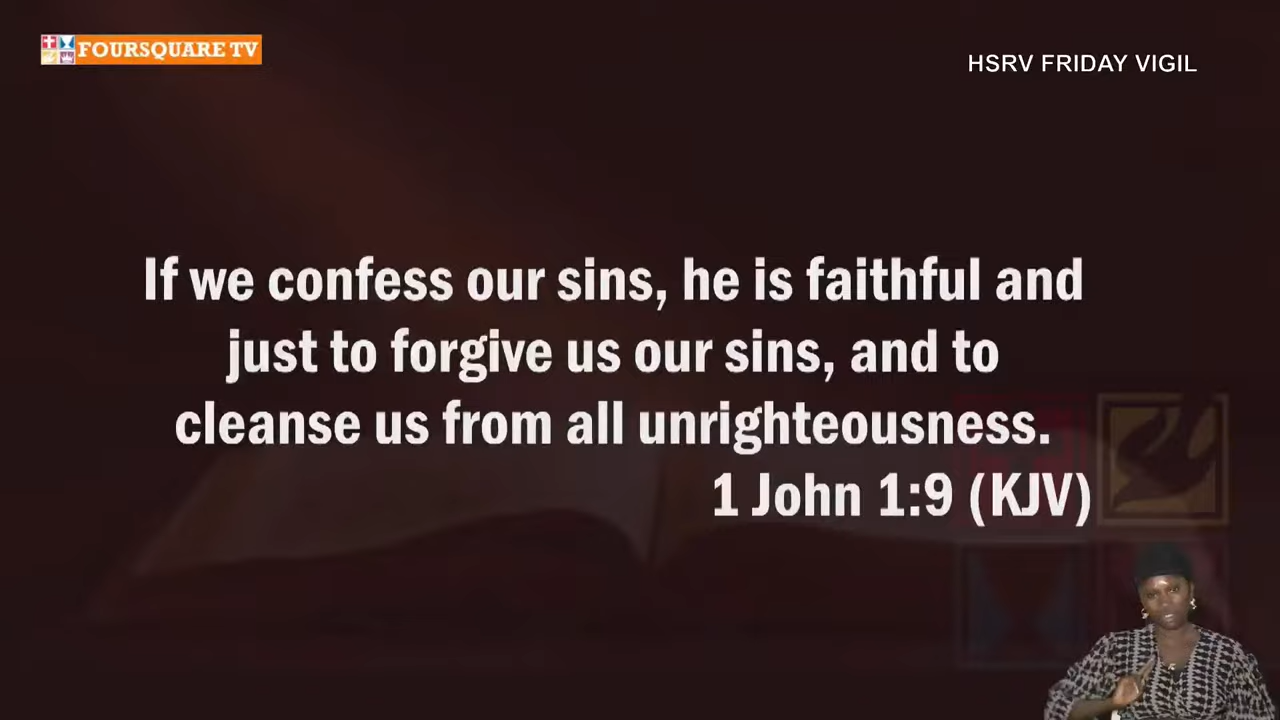 FOURSQUARE TV
HSRV FRIDAY VIGIL
If we confess our sins, he is faithful and
just to forgive us our sins, and to
cleanse us from all unrighteousness.
1 John 1:9 (KJV)